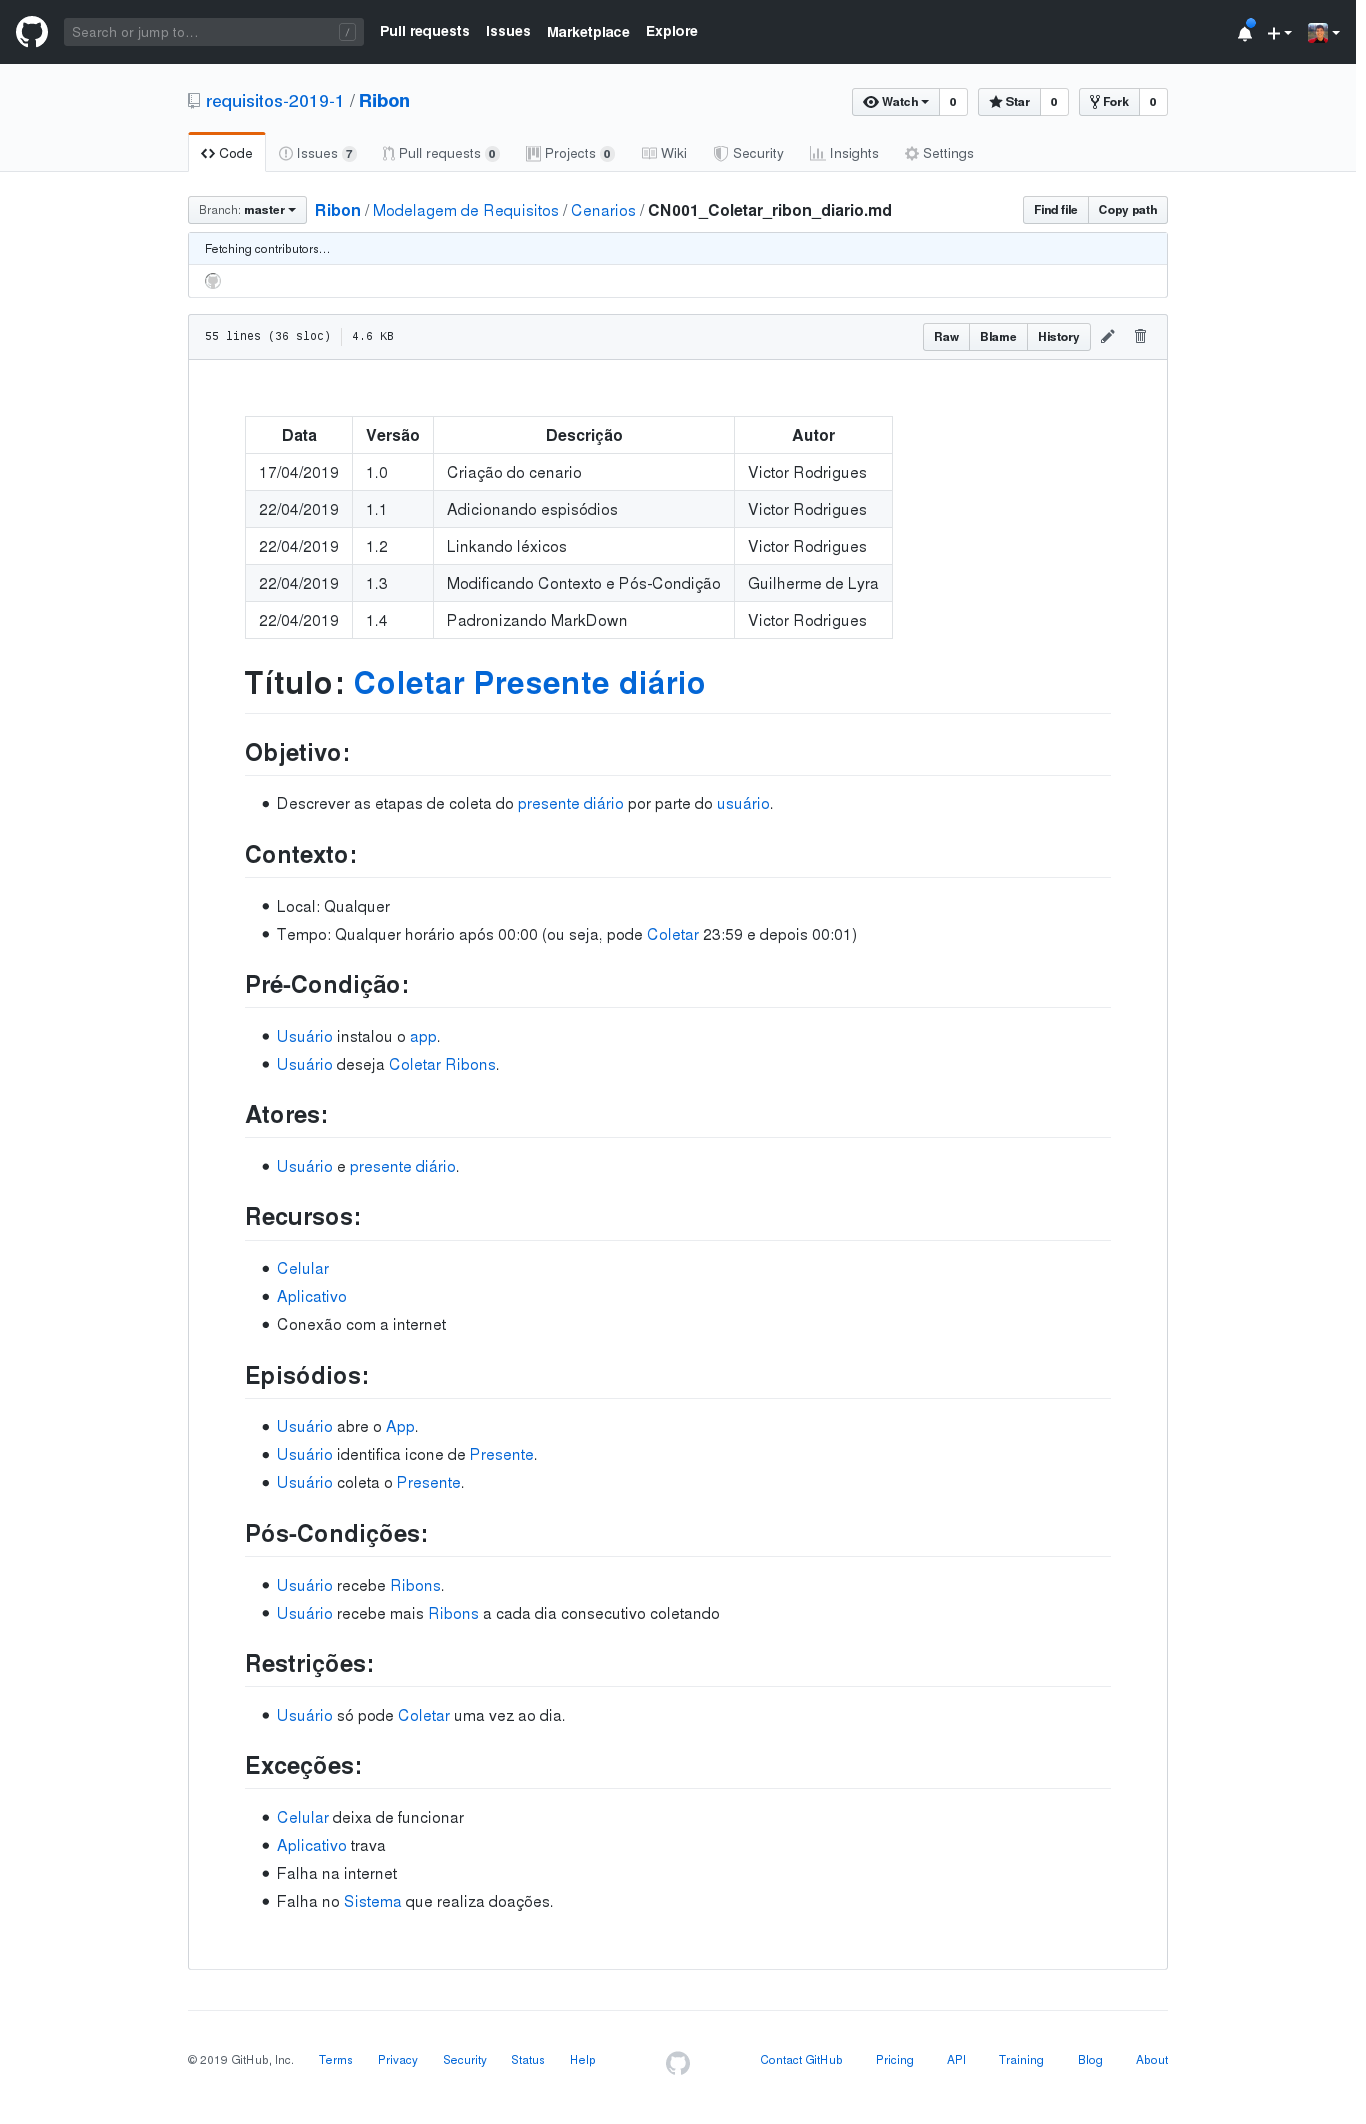 Search or jump to… /
Pull requests Issues Marketplace Explore
requisitos-2019-1 / Ribon
Watch 0 Star 0 Fork 0
Code Issues 7 Pull requests 0 Projects 0 Wiki Security Insights Settings
Branch: master Ribon / Modelagem de Requisitos / Cenarios / CN001_Coletar_ribon_diario.md Find file Copy path
Fetching contributors…
55 lines (36 sloc) 4.6 KB Raw Blame History
Data Versão Descrição Autor
17/04/2019 1.0 Criação do cenario Victor Rodrigues
22/04/2019 1.1 Adicionando espisódios Victor Rodrigues
22/04/2019 1.2 Linkando léxicos Victor Rodrigues
22/04/2019 1.3 Modificando Contexto e Pós-Condição Guilherme de Lyra
22/04/2019 1.4 Padronizando MarkDown Victor Rodrigues
Título: Coletar Presente diário
Objetivo:
• Descrever as etapas de coleta do presente diário por parte do usuário.
Contexto:
• Local: Qualquer
• Tempo: Qualquer horário após 00:00 (ou seja, pode Coletar 23:59 e depois 00:01)
Pré-Condição:
• Usuário instalou o app.
• Usuário deseja Coletar Ribons.
Atores:
• Usuário e presente diário.
Recursos:
• Celular
• Aplicativo
• Conexão com a internet
Episódios:
• Usuário abre o App.
• Usuário identifica icone de Presente.
• Usuário coleta o Presente.
Pós-Condições:
• Usuário recebe Ribons.
• Usuário recebe mais Ribons a cada dia consecutivo coletando
Restrições:
• Usuário só pode Coletar uma vez ao dia.
Exceções:
• Celular deixa de funcionar
• Aplicativo trava
• Falha na internet
• Falha no Sistema que realiza doações.
© 2019 GitHub, Inc. Terms Privacy Security Status Help Contact GitHub Pricing API Training Blog About